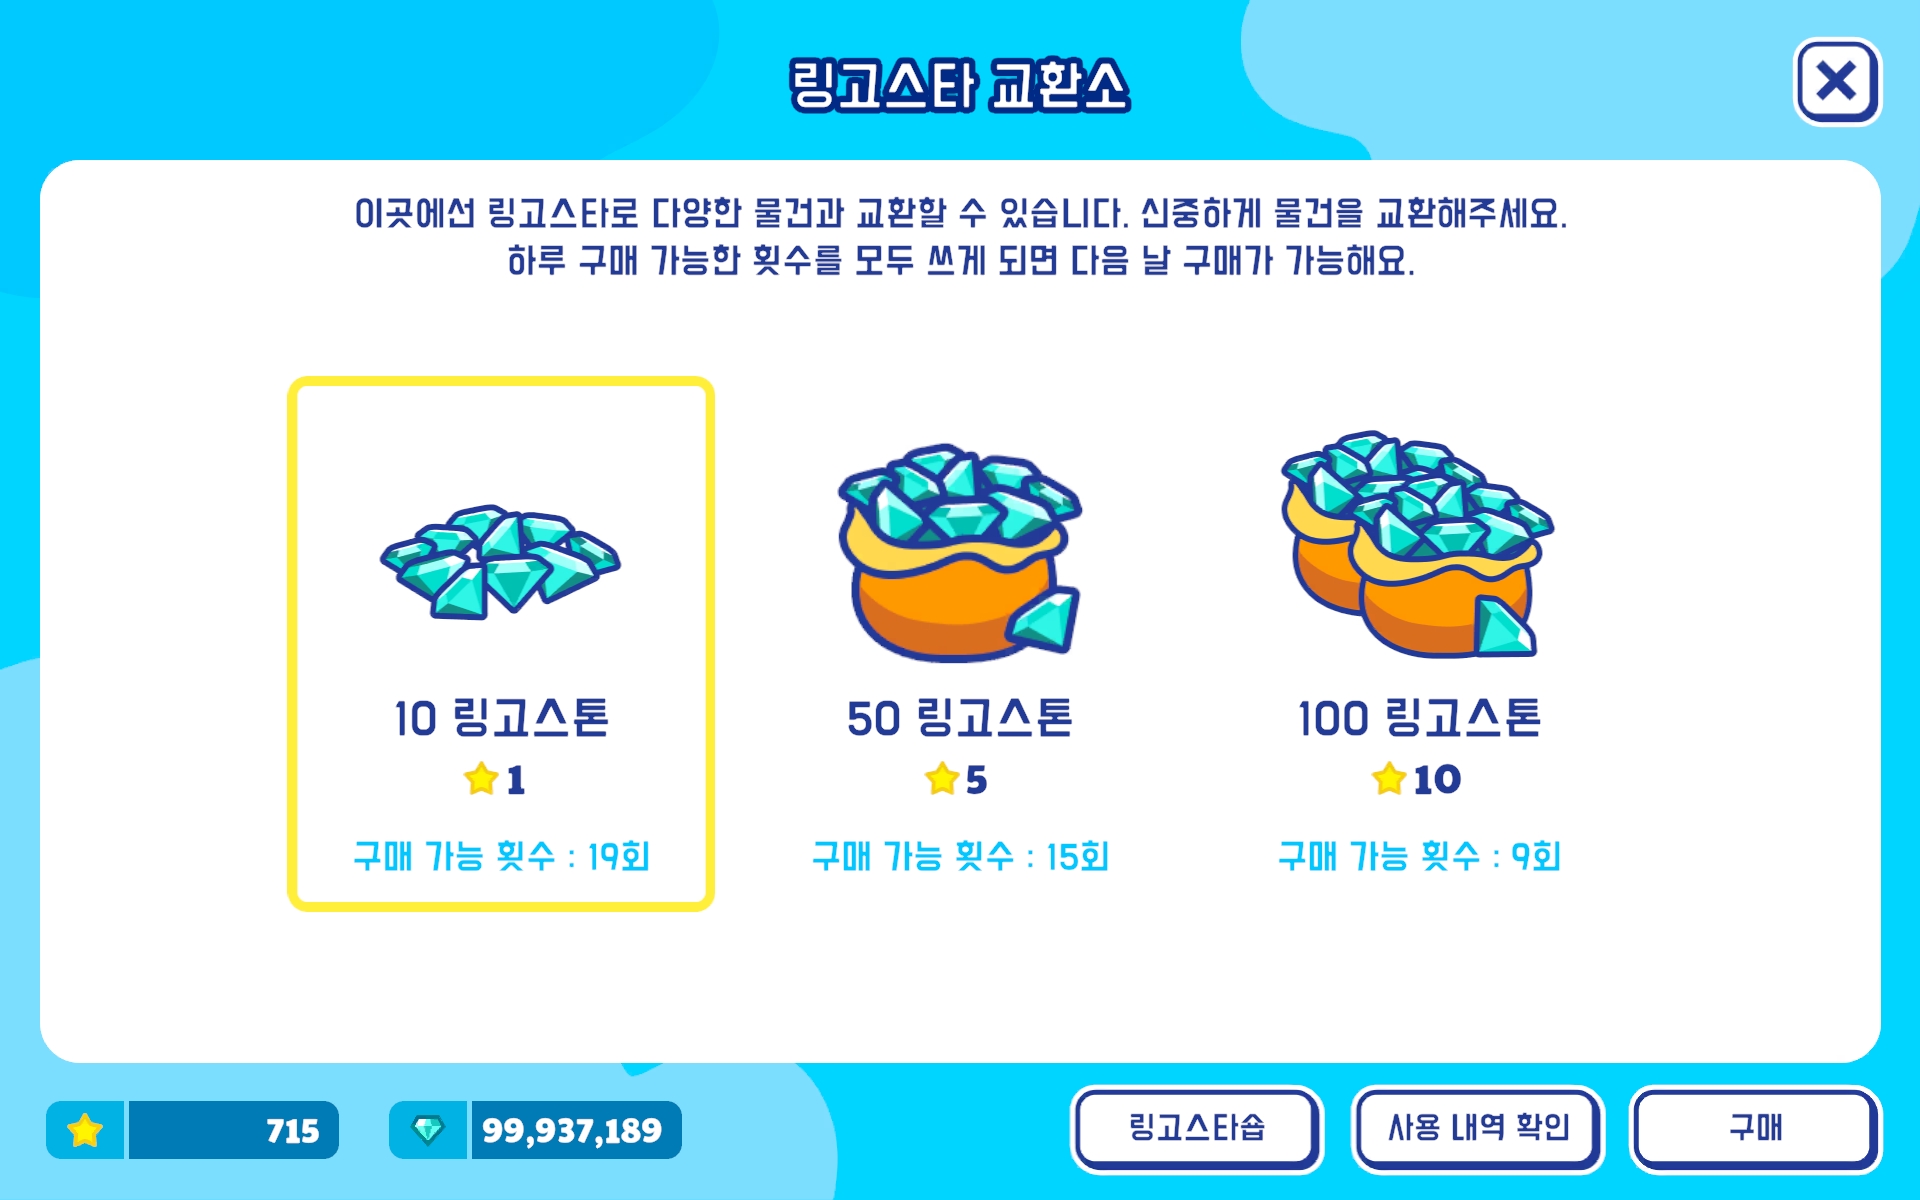 링고스타 교환소
이곳에선 링고스타로 다양한 물건과 교환할 수 있습니다. 신중하게 물건을 교환해주세요.
하루 구매 가능한 횟수를 모두 쓰게 되면 다음 날 구매가 가능해요.
10 링고스톤
1
구매 가능 횟수 : 19회
50 링고스톤
5
구매 가능 횟수 : 15회
100 링고스톤
10
구매 가능 횟수 : 9회
715
99,937,189
링고스타숍
사용 내역 확인
구매